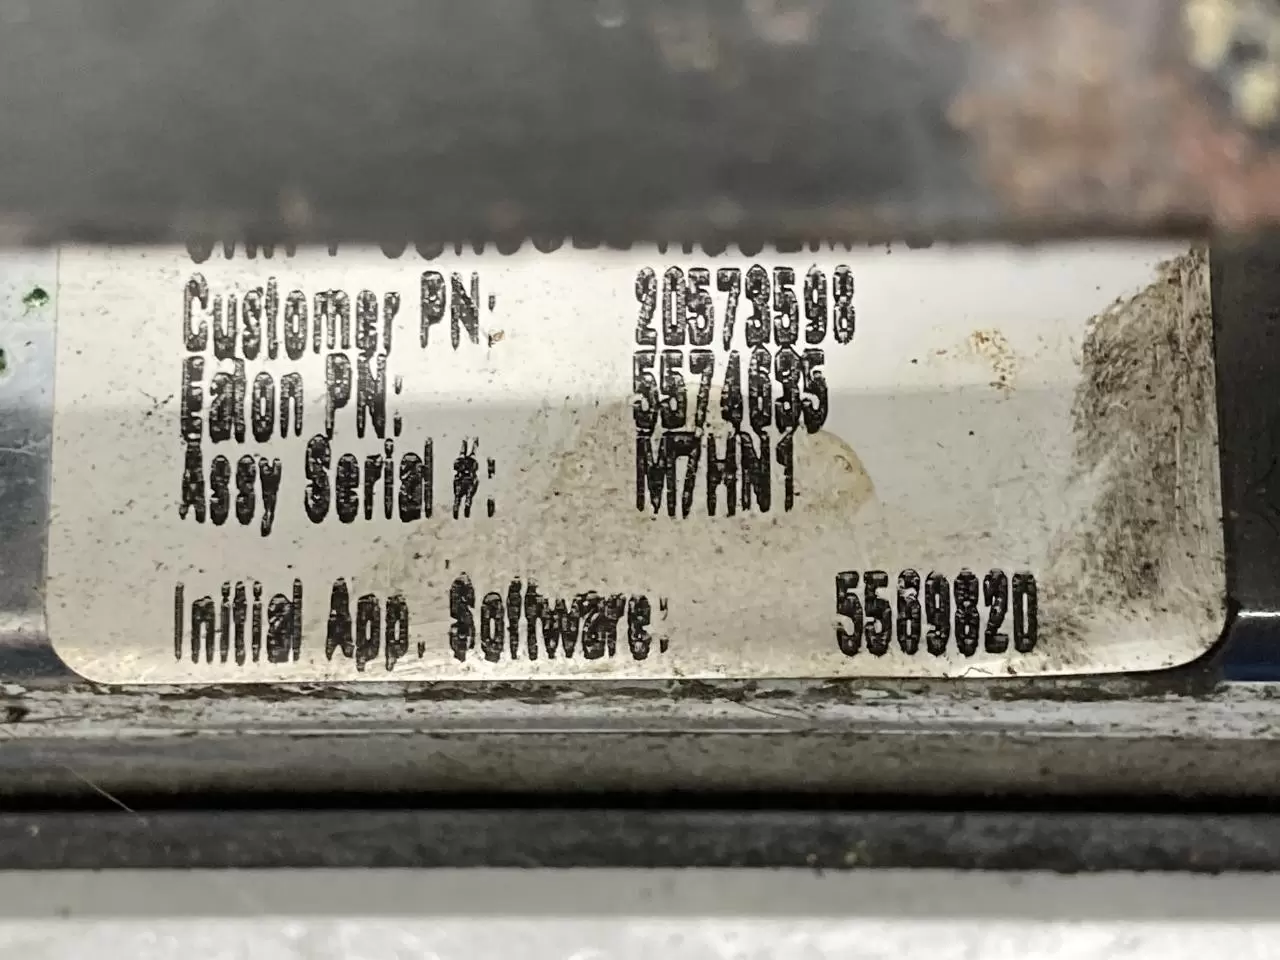 Customer PN: 20573598
Eaton PN: 5574635
Assy Serial #: M7HN1
Initial App. Software: 5569820